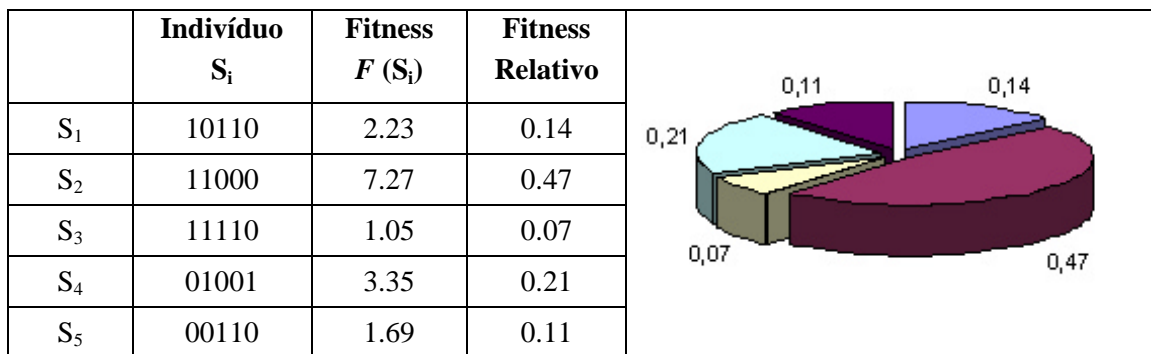 Indivíduo Fitness Fitness
Sᵢ F (Sᵢ) Relativo
S₁ 10110 2.23 0.14
S₂ 11000 7.27 0.47
S₃ 11110 1.05 0.07
S₄ 01001 3.35 0.21
S₅ 00110 1.69 0.11
0,11 0,14
0,21
0,07 0,47